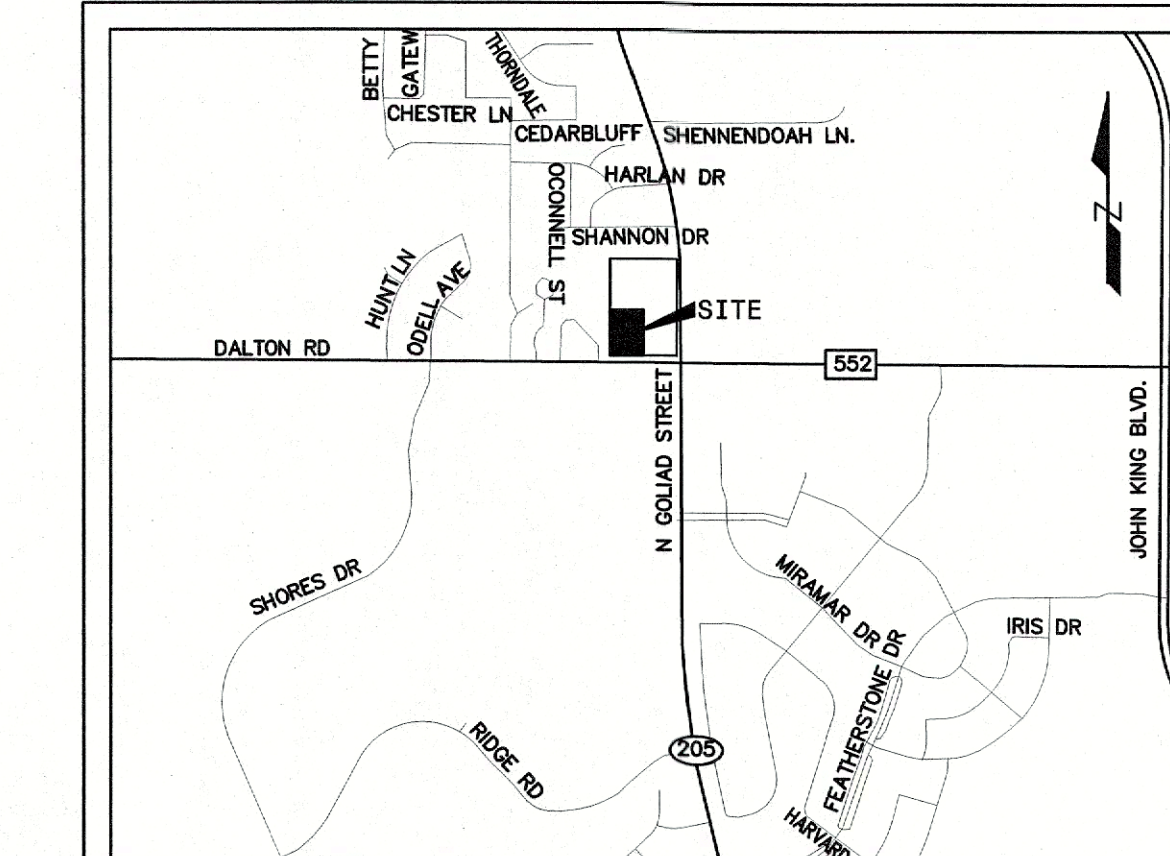 BETTY
GATEW
THORNDALE
CHESTER LN
CEDARBLUFF
SHENNENDOAH LN.
HARLAN DR
OCONNELL ST
SHANNON DR
N
HUNT LN
ODELL AVE
SITE
DALTON RD
552
N GOLIAD STREET
JOHN KING BLVD.
SHORES DR
MIRAMAR DR
IRIS DR
FEATHERSTONE DR
RIDGE RD
205
HARVARD